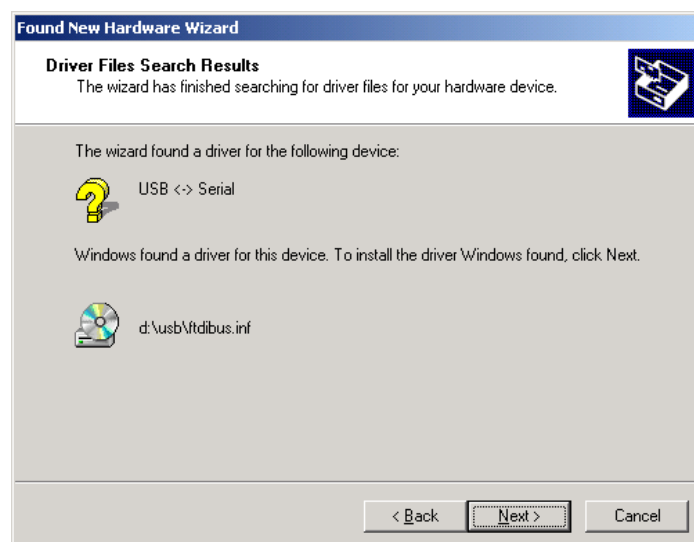 Found New Hardware Wizard
Driver Files Search Results
The wizard has finished searching for driver files for your hardware device.
The wizard found a driver for the following device:
USB <-> Serial
Windows found a driver for this device. To install the driver Windows found, click Next.
d:\usb\ftdibus.inf
< Back
Next >
Cancel